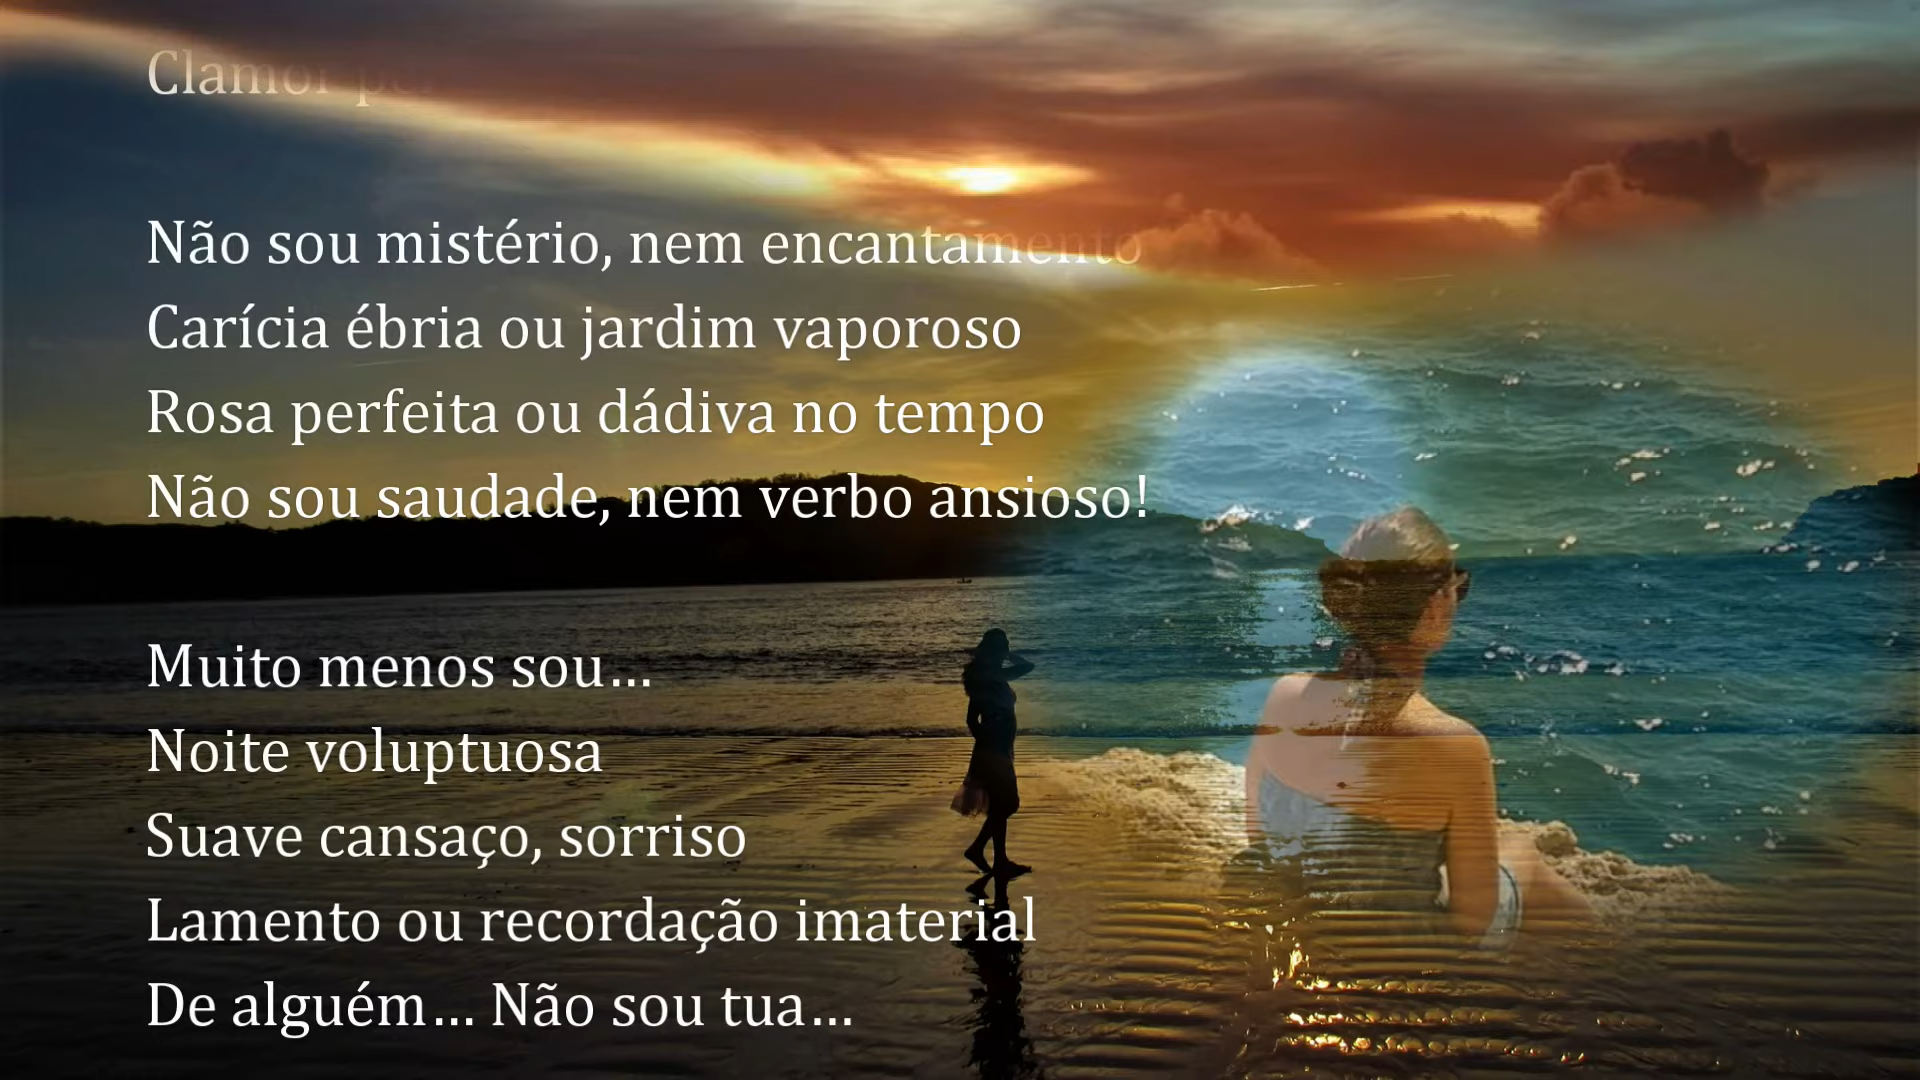 Clamor
Não sou mistério, nem encantamento
Carícia ébria ou jardim vaporoso
Rosa perfeita ou dádiva no tempo
Não sou saudade, nem verbo ansioso!
Muito menos sou…
Noite voluptuosa
Suave cansaço, sorriso
Lamento ou recordação imaterial
De alguém… Não sou tua…